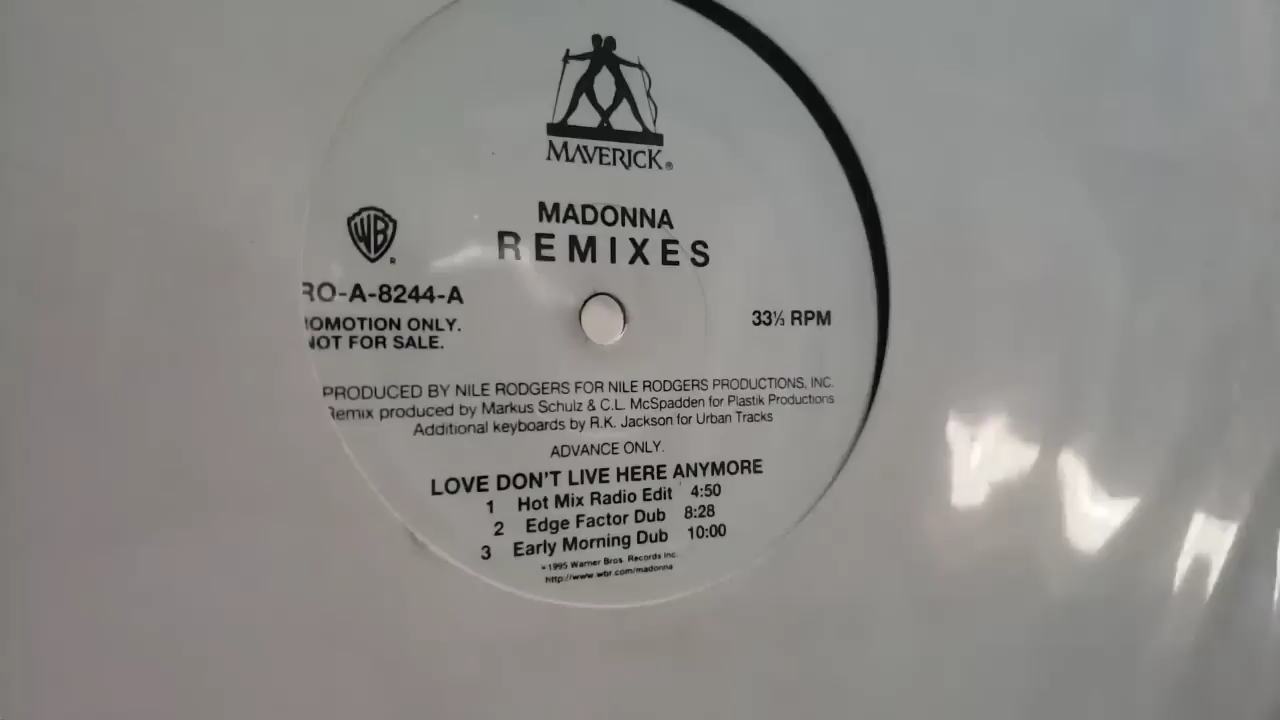 MAVERICK®
MADONNA
REMIXES
WB
®
RO-A-8244-A
OMOTION ONLY.
NOT FOR SALE.
33⅓ RPM
PRODUCED BY NILE RODGERS FOR NILE RODGERS PRODUCTIONS, INC.
Remix produced by Markus Schulz & C.L. McSpadden for Plastik Productions
Additional keyboards by R.K. Jackson for Urban Tracks
ADVANCE ONLY.
LOVE DON'T LIVE HERE ANYMORE
1 Hot Mix Radio Edit 4:50
2 Edge Factor Dub 8:28
3 Early Morning Dub 10:00
℗1995 Warner Bros. Records Inc.
http://www.wbr.com/madonna